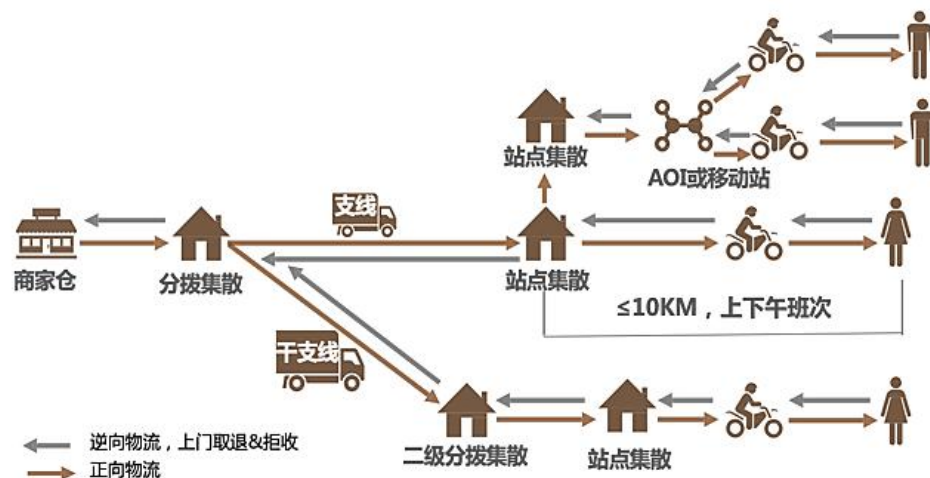 站点集散
AOI或移动站
支线
商家仓
分拨集散
站点集散
≤10KM，上下午班次
干支线
二级分拨集散
站点集散
逆向物流，上门取退&拒收
正向物流